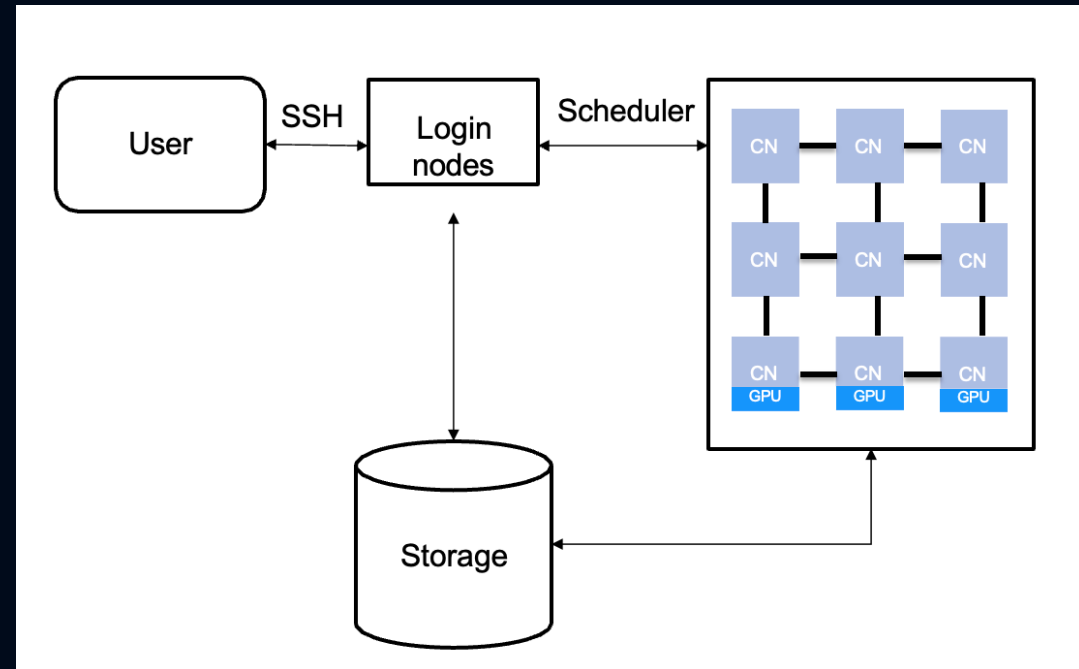 User
SSH
Login
nodes
Scheduler
CN
CN
CN
CN
CN
CN
CN
CN
CN
GPU
GPU
GPU
Storage